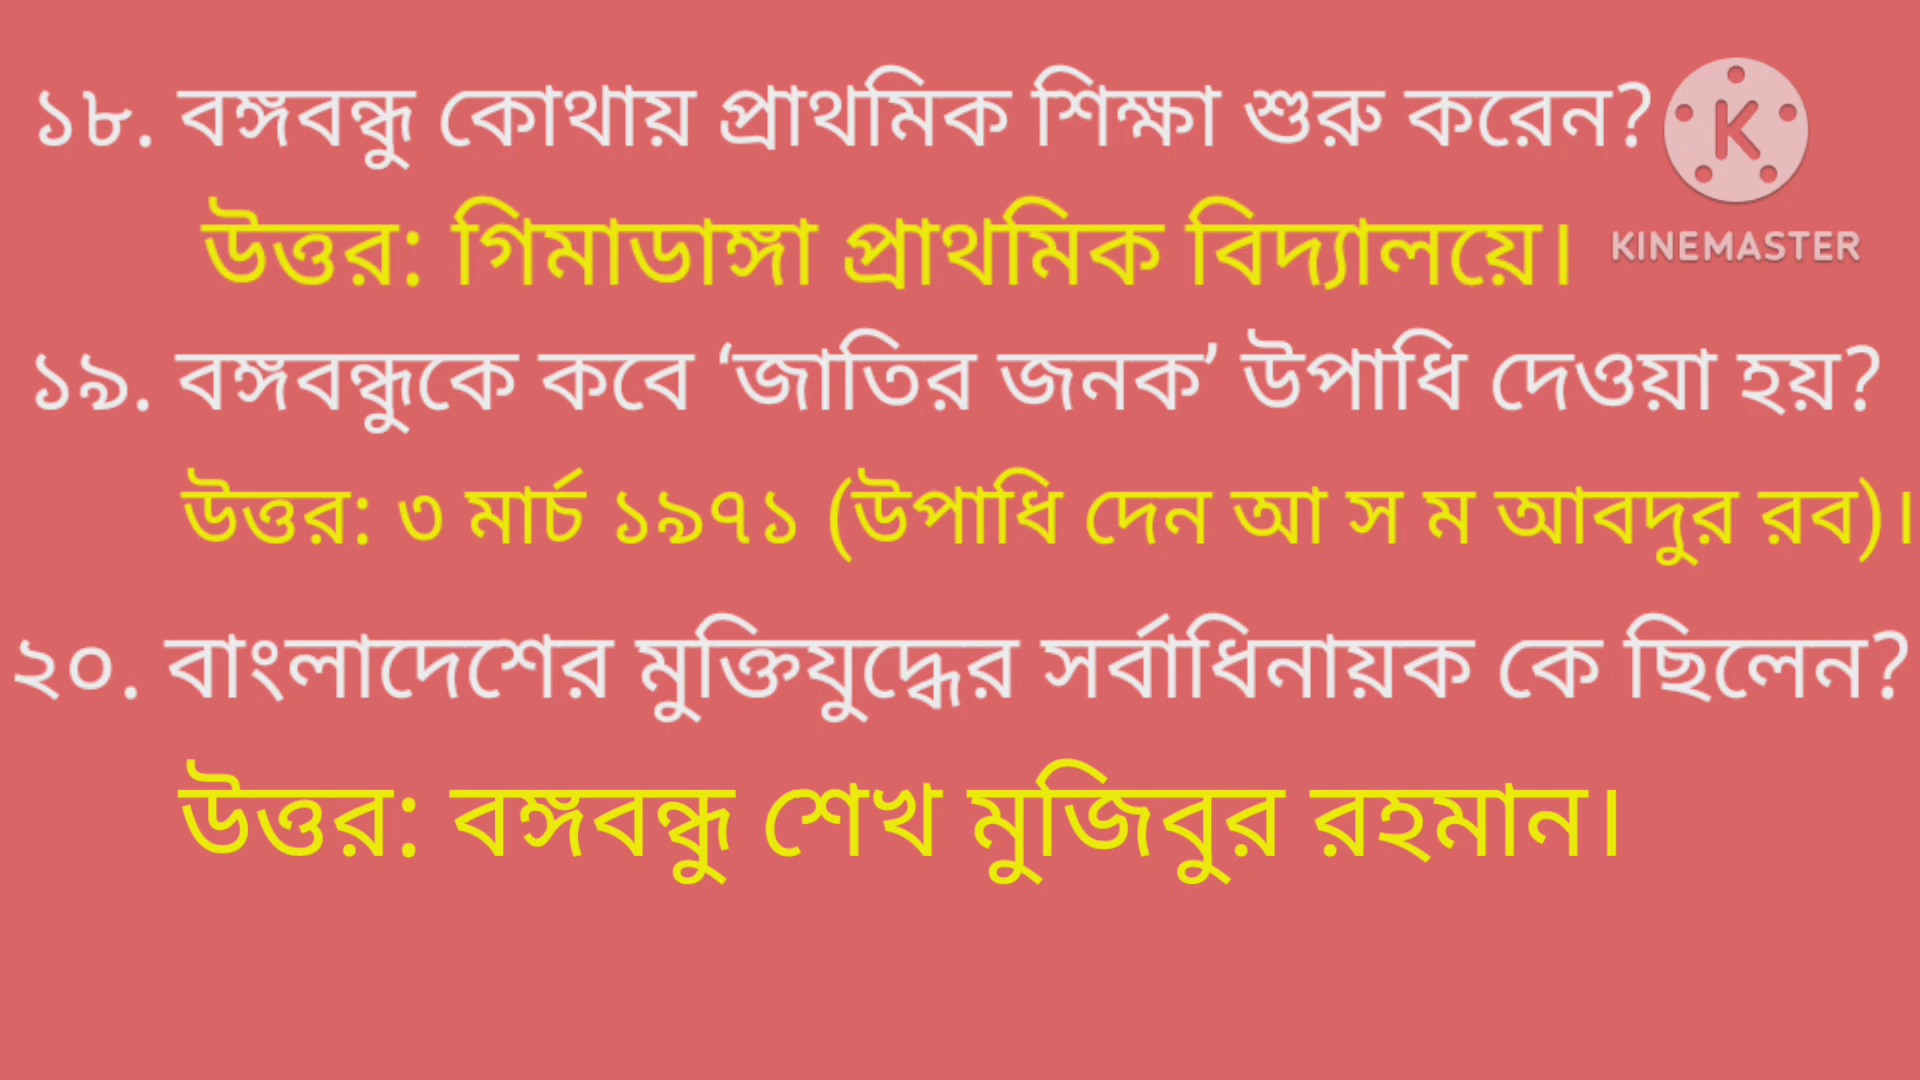 ১৮. বঙ্গবন্ধু কোথায় প্রাথমিক শিক্ষা শুরু করেন?
উত্তর: গিমাডাঙ্গা প্রাথমিক বিদ্যালয়ে।
KINEMASTER
১৯. বঙ্গবন্ধুকে কবে ‘জাতির জনক’ উপাধি দেওয়া হয়?
উত্তর: ৩ মার্চ ১৯৭১ (উপাধি দেন আ স ম আবদুর রব)।
২০. বাংলাদেশের মুক্তিযুদ্ধের সর্বাধিনায়ক কে ছিলেন?
উত্তর: বঙ্গবন্ধু শেখ মুজিবুর রহমান।